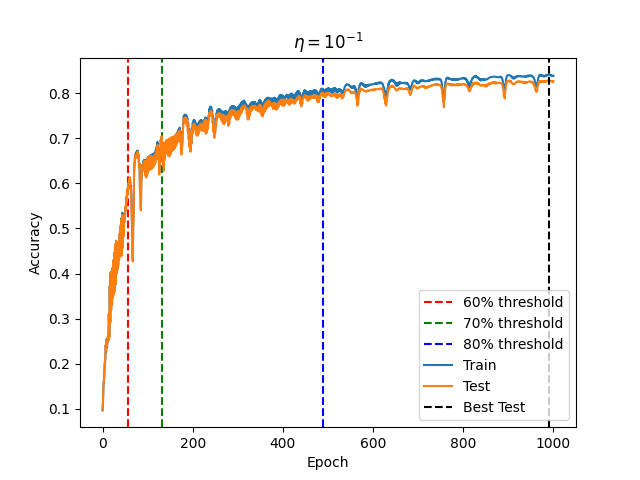 η = 10⁻¹
Accuracy
0.8
0.7
0.6
0.5
0.4
0.3
0.2
0.1
60% threshold
70% threshold
80% threshold
Train
Test
Best Test
0 200 400 600 800 1000
Epoch